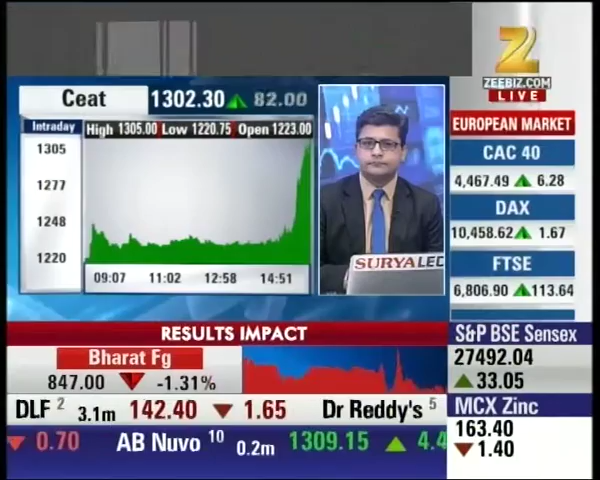 Z
ZEEBIZ.COM
LIVE
Ceat 1302.30 82.00
Intraday High 1305.00 Low 1220.75 Open 1223.00
1305
1277
1248
1220
09:07 11:02 12:58 14:51
SURYA LED
EUROPEAN MARKET
CAC 40
4,467.49 6.28
DAX
10,458.62 1.67
FTSE
6,806.90 113.64
RESULTS IMPACT
Bharat Fg
847.00 -1.31%
S&P BSE Sensex
27492.04
33.05
DLF 2 3.1m 142.40 1.65 Dr Reddy's 5
0.70 AB Nuvo 10 0.2m 1309.15 4.4
MCX Zinc
163.40
1.40